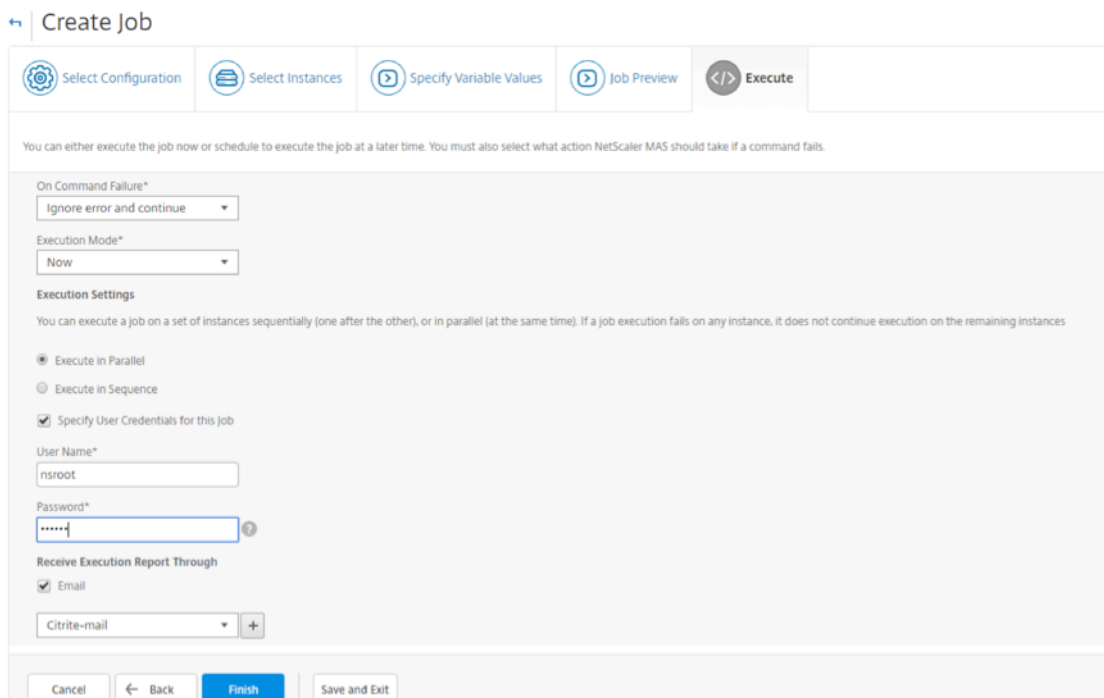 Create Job
Select Configuration
Select Instances
Specify Variable Values
Job Preview
</> Execute
You can either execute the job now or schedule to execute the job at a later time. You must also select what action NetScaler MAS should take if a command fails.
On Command Failure*
Ignore error and continue
Execution Mode*
Now
Execution Settings
You can execute a job on a set of instances sequentially (one after the other), or in parallel (at the same time). If a job execution fails on any instance, it does not continue execution on the remaining instances
Execute in Parallel
Execute in Sequence
Specify User Credentials for this Job
User Name*
nsroot
Password*
••••••
?
Receive Execution Report Through
Email
Citrite-mail
+
Cancel
← Back
Finish
Save and Exit